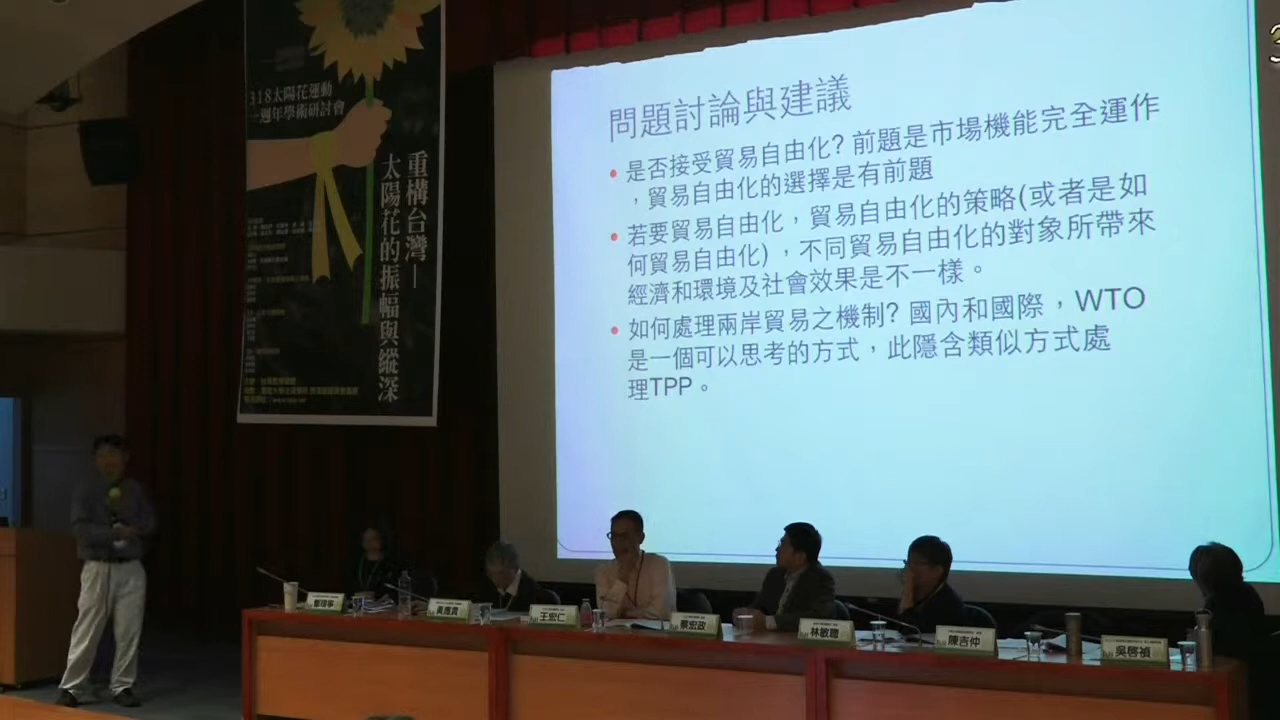 318太陽花運動
一週年學術研討會
重構台灣—
太陽花的振幅與縱深
問題討論與建議
是否接受貿易自由化? 前題是市場機能完全運作
，貿易自由化的選擇是有前題
若要貿易自由化，貿易自由化的策略(或者是如
何貿易自由化) ，不同貿易自由化的對象所帶來
經濟和環境及社會效果是不一樣。
如何處理兩岸貿易之機制? 國內和國際，WTO
是一個可以思考的方式，此隱含類似方式處
理TPP。
王宏仁
蔡宏政
林敏聰
陳吉仲
吳啓禎